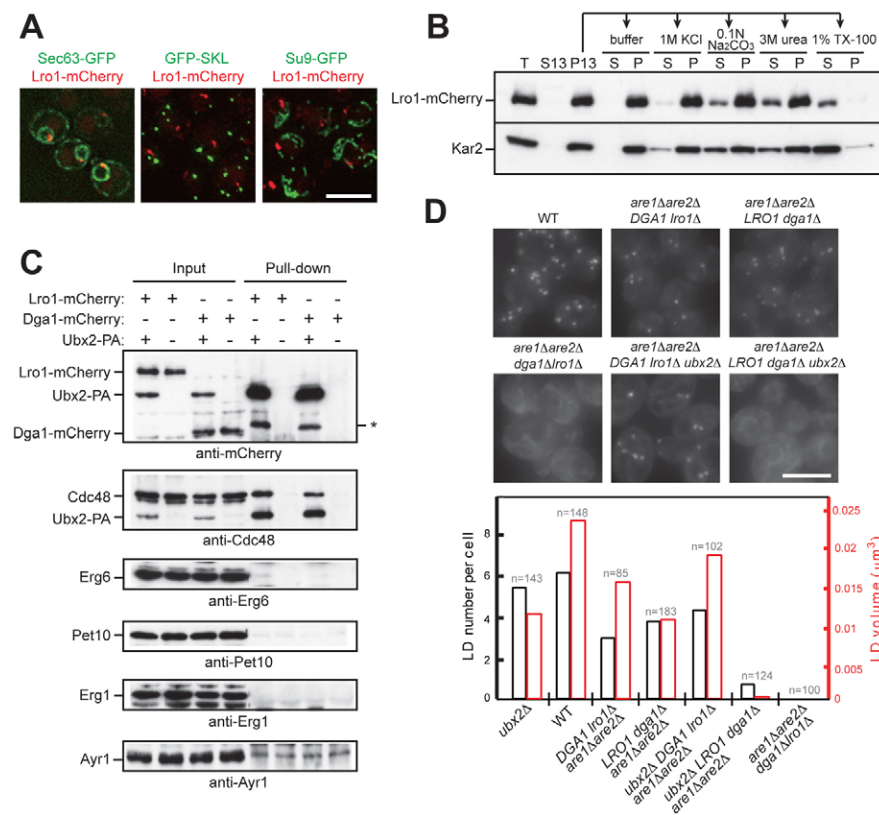 A
Sec63-GFP
Lro1-mCherry
GFP-SKL
Lro1-mCherry
Su9-GFP
Lro1-mCherry
B
buffer
1M KCl
0.1N
Na2CO3
3M urea
1% TX-100
T S13 P13 S P S P S P S P S P
Lro1-mCherry
Kar2
C
Input Pull-down
Lro1-mCherry: + + - - + + - -
Dga1-mCherry: - - + + - - + +
Ubx2-PA: + - + - + - + -
Lro1-mCherry
Ubx2-PA
Dga1-mCherry
*
anti-mCherry
Cdc48
Ubx2-PA
anti-Cdc48
Erg6
anti-Erg6
Pet10
anti-Pet10
Erg1
anti-Erg1
Ayr1
anti-Ayr1
D
WT
are1Δare2Δ
DGA1 lro1Δ
are1Δare2Δ
LRO1 dga1Δ
are1Δare2Δ
dga1Δlro1Δ
are1Δare2Δ
DGA1 lro1Δ ubx2Δ
are1Δare2Δ
LRO1 dga1Δ ubx2Δ
LD number per cell
8
6
4
2
0
n=143
n=148
n=85
n=183
n=102
n=124
n=100
0.025
0.02
0.015
0.01
0.005
0
LD volume (μm3)
ubx2Δ
WT
DGA1 lro1Δ
are1Δare2Δ
LRO1 dga1Δ
are1Δare2Δ
ubx2Δ DGA1 lro1Δ
are1Δare2Δ
ubx2Δ LRO1 dga1Δ
are1Δare2Δ
are1Δare2Δ
dga1Δlro1Δ